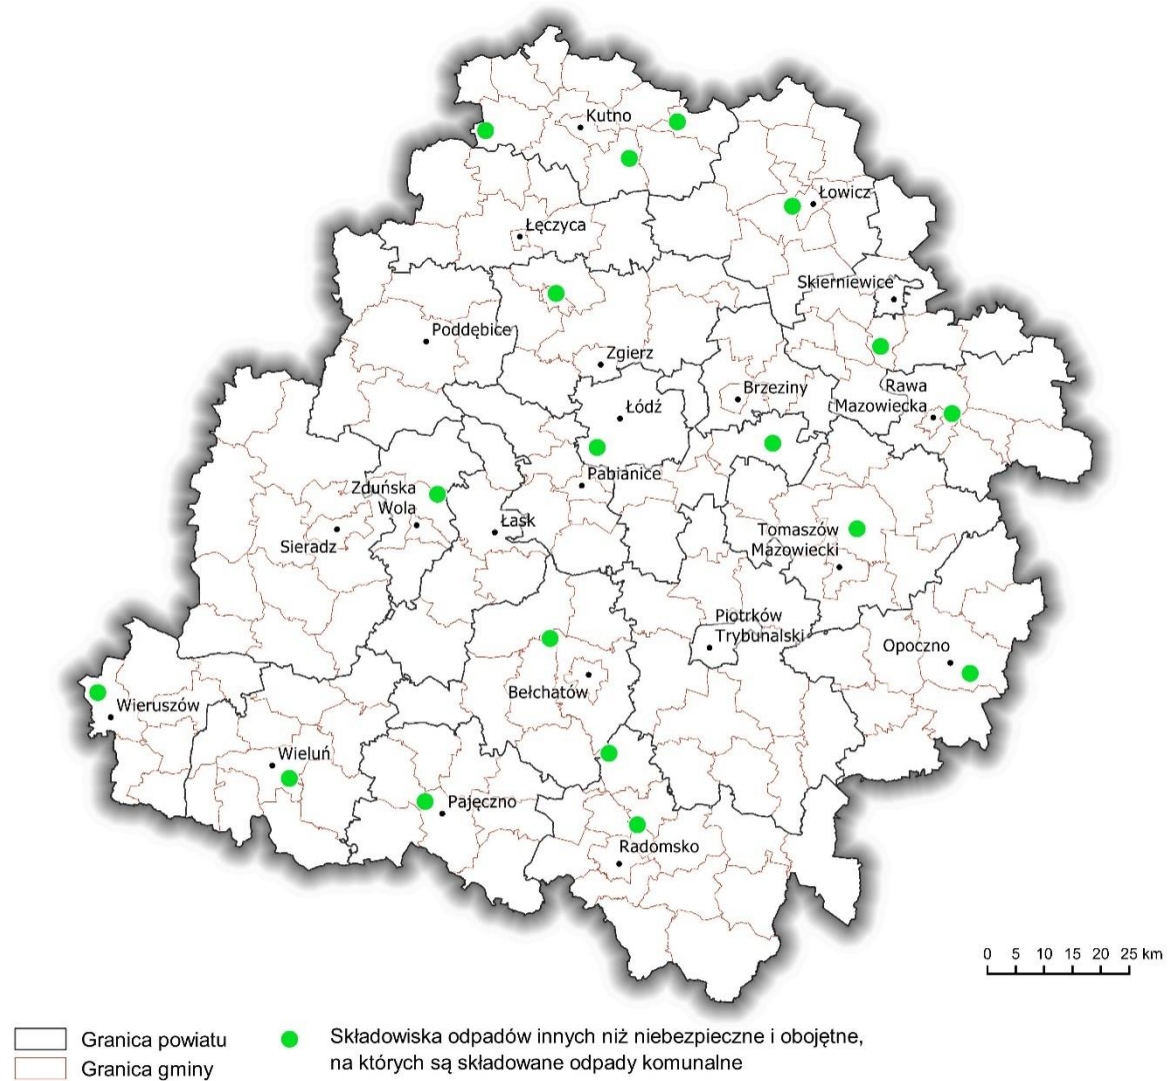 Kutno
Łowicz
Łęczyca
Skierniewice
Poddębice
Zgierz
Rawa
Mazowiecka
Brzeziny
Łódź
Pabianice
Zduńska
Wola
Łask
Sieradz
Tomaszów
Mazowiecki
Piotrków
Trybunalski
Opoczno
Bełchatów
Wieruszów
Wieluń
Pajęczno
Radomsko
0 5 10 15 20 25 km
Granica powiatu
Granica gminy
Składowiska odpadów innych niż niebezpieczne i obojętne,
na których są składowane odpady komunalne